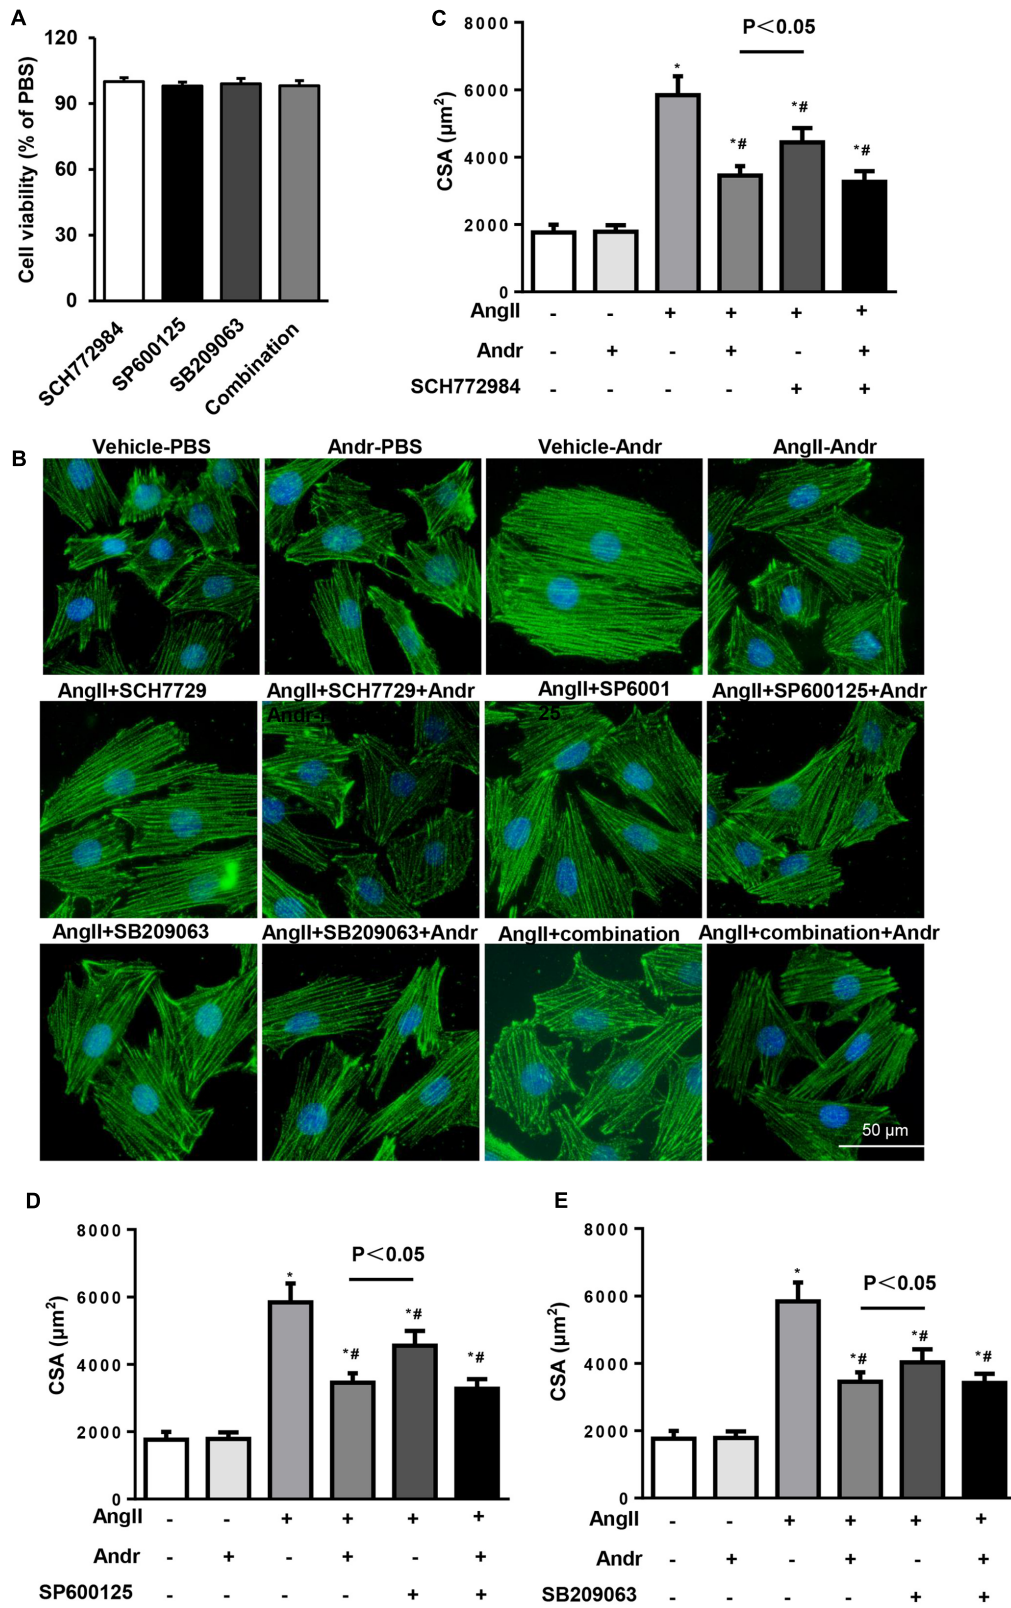 A
120
90
60
30
0
Cell viability (% of PBS)
SCH772984
SP600125
SB209063
Combination
C
8000
6000
4000
2000
0
CSA (µm²)
P<0.05
*
*#
*#
*#
AngII - - + + + +
Andr - + - + - +
SCH772984 - - - - + +
B
Vehicle-PBS Andr-PBS Vehicle-Andr AngII-Andr
AngII+SCH7729 AngII+SCH7729+Andr AngII+SP6001 AngII+SP600125+Andr
25
AngII+SB209063 AngII+SB209063+Andr AngII+combination AngII+combination+Andr
50 µm
D
8000
6000
4000
2000
0
CSA (µm²)
P<0.05
*
*#
*#
*#
AngII - - + + + +
Andr - + - + - +
SP600125 - - - - + +
E
8000
6000
4000
2000
0
CSA (µm²)
P<0.05
*
*#
*#
*#
AngII - - + + + +
Andr - + - + - +
SB209063 - - - - + +